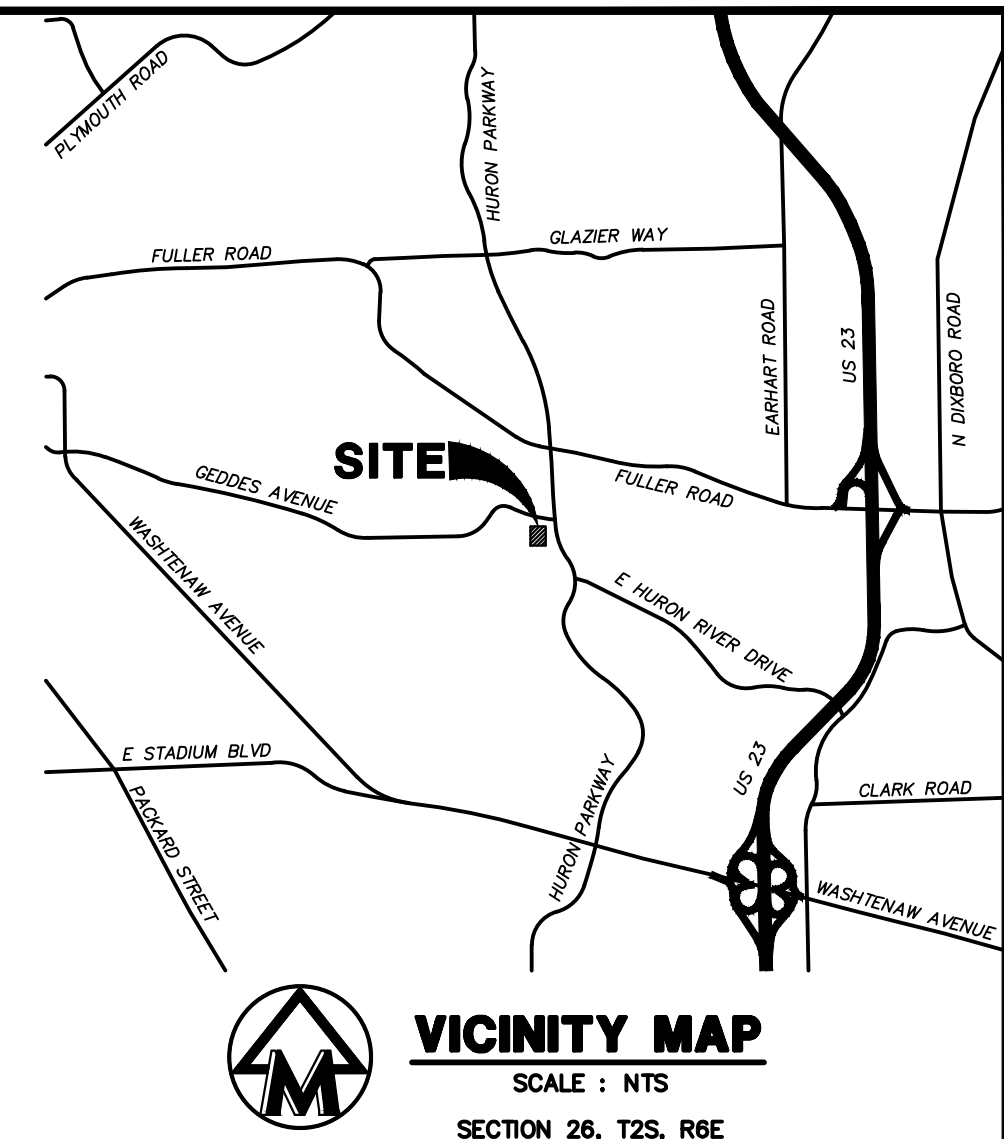 PLYMOUTH ROAD
HURON PARKWAY
FULLER ROAD
GLAZIER WAY
EARHART ROAD
US 23
N DIXBORO ROAD
SITE
GEDDES AVENUE
FULLER ROAD
WASHTENAW AVENUE
E HURON RIVER DRIVE
E STADIUM BLVD
PACKARD STREET
HURON PARKWAY
US 23
CLARK ROAD
WASHTENAW AVENUE
M
VICINITY MAP
SCALE : NTS
SECTION 26, T2S, R6E